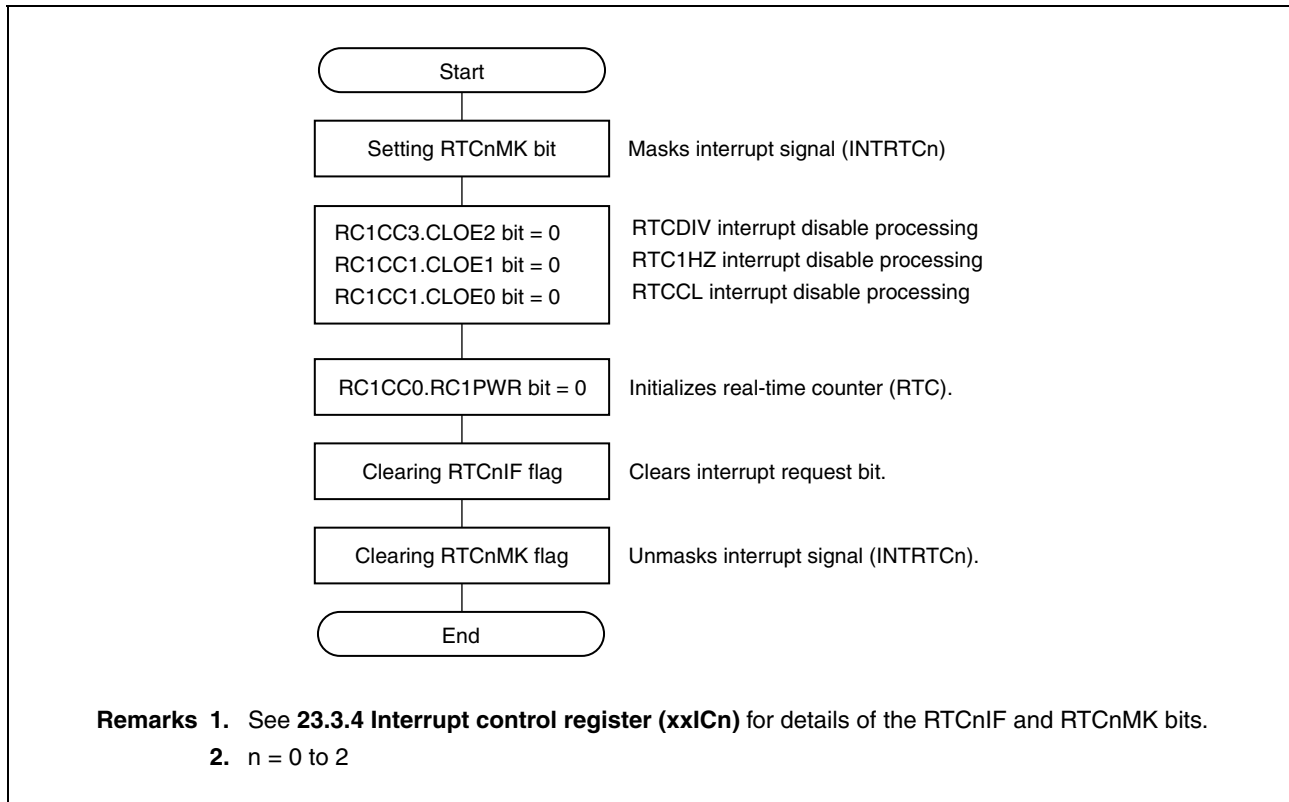 Start
Setting RTCnMK bit
Masks interrupt signal (INTRTCn)
RC1CC3.CLOE2 bit = 0
RTCDIV interrupt disable processing
RC1CC1.CLOE1 bit = 0
RTC1HZ interrupt disable processing
RC1CC1.CLOE0 bit = 0
RTCCL interrupt disable processing
RC1CC0.RC1PWR bit = 0
Initializes real-time counter (RTC).
Clearing RTCnIF flag
Clears interrupt request bit.
Clearing RTCnMK flag
Unmasks interrupt signal (INTRTCn).
End
Remarks 1. See 23.3.4 Interrupt control register (xxICn) for details of the RTCnIF and RTCnMK bits.
2. n = 0 to 2